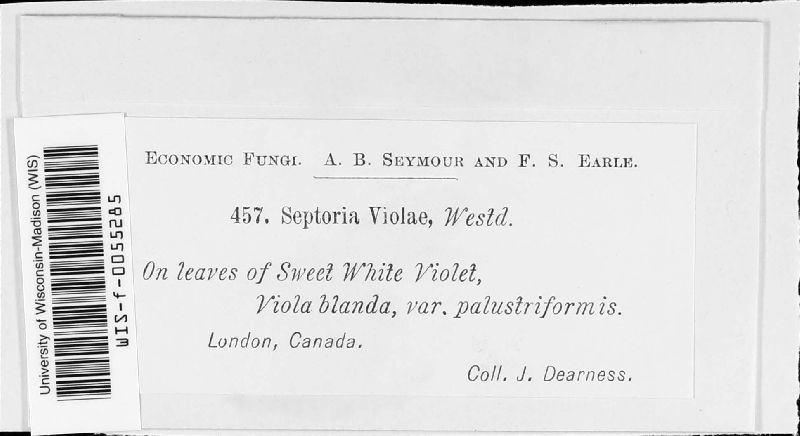 Economic Fungi. A. B. Seymour and F. S. Earle.
457. Septoria Violae, Westd.
On leaves of Sweet White Violet,
Viola blanda, var. palustriformis.
London, Canada.
Coll. J. Dearness.
University of Wisconsin-Madison (WIS)
WIS-f-0055285